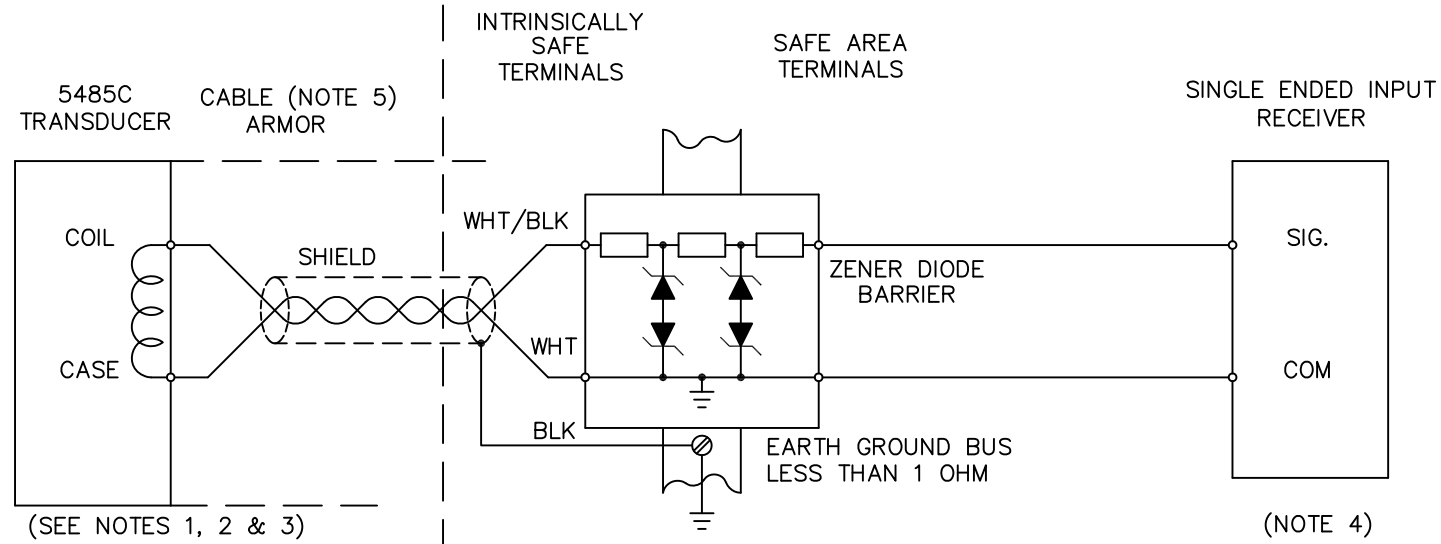 INTRINSICALLY
SAFE
TERMINALS
SAFE AREA
TERMINALS
5485C
TRANSDUCER
CABLE (NOTE 5)
ARMOR
SINGLE ENDED INPUT
RECEIVER
WHT/BLK
COIL
SHIELD
SIG.
ZENER DIODE
BARRIER
WHT
CASE
COM
BLK
EARTH GROUND BUS
LESS THAN 1 OHM
(SEE NOTES 1, 2 & 3)
(NOTE 4)